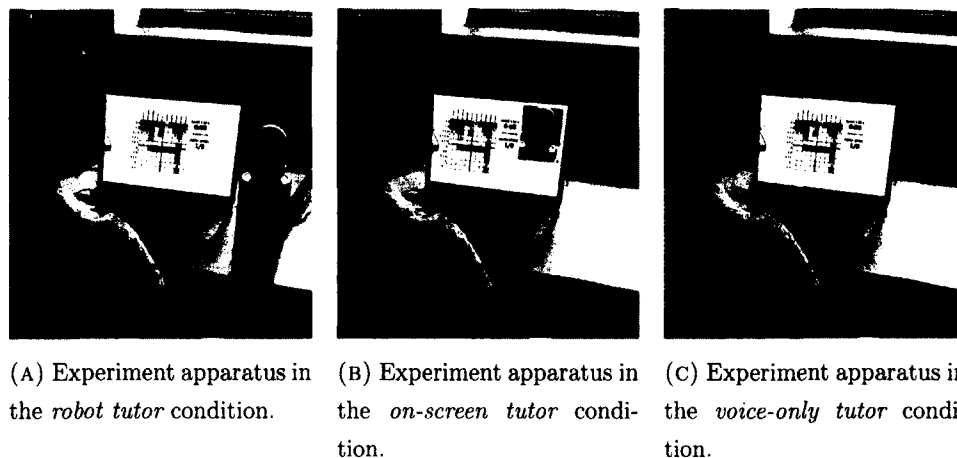 (A) Experiment apparatus in
the robot tutor condition.
(B) Experiment apparatus in
the on-screen tutor condi-
tion.
(C) Experiment apparatus in
the voice-only tutor condi
tion.